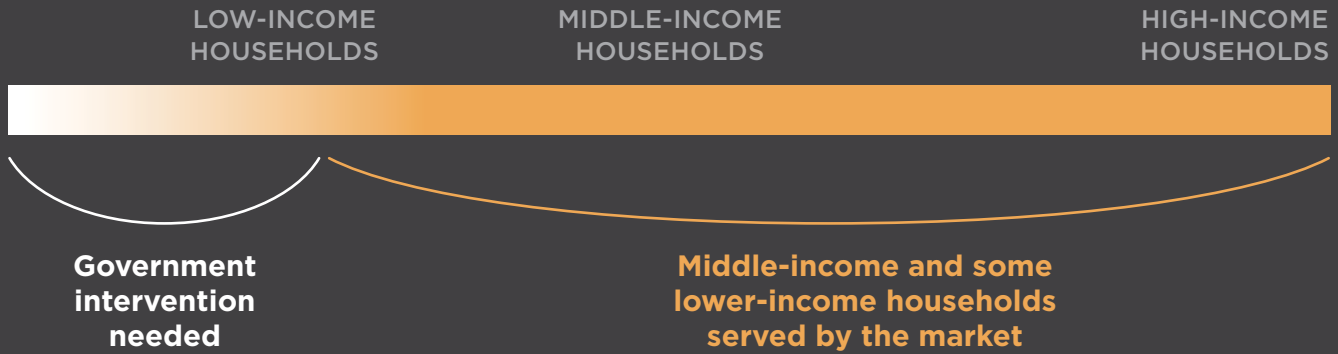 LOW-INCOME
HOUSEHOLDS
MIDDLE-INCOME
HOUSEHOLDS
HIGH-INCOME
HOUSEHOLDS
Government
intervention
needed
Middle-income and some
lower-income households
served by the market